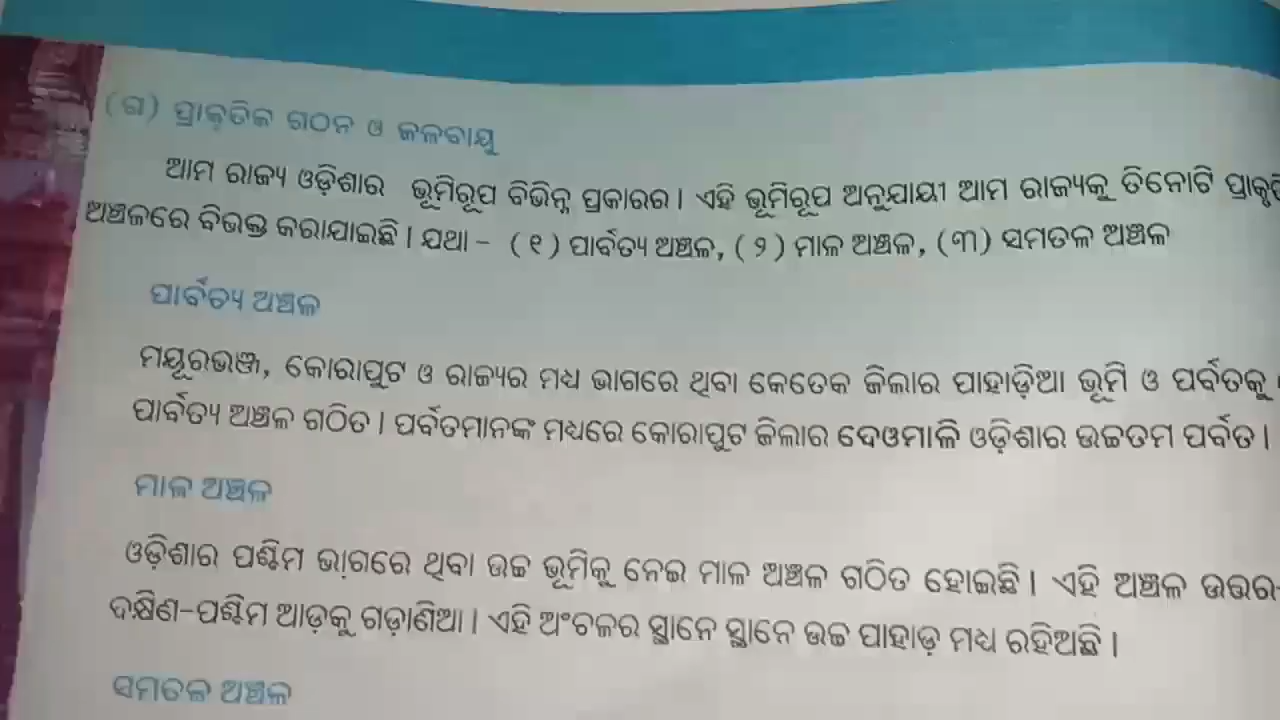 (ଗ) ପ୍ରାକୃତିକ ଗଠନ ଓ ଜଳବାୟୁ
ଆମ ରାଜ୍ୟ ଓଡ଼ିଶାର ଭୂମିରୂପ ବିଭିନ୍ନ ପ୍ରକାରର । ଏହି ଭୂମିରୂପ ଅନୁଯାୟୀ ଆମ ରାଜ୍ୟକୁ ତିନୋଟି
ଅଞ୍ଚଳରେ ବିଭକ୍ତ କରାଯାଇଛି । ଯଥା - (୧) ପାର୍ବତ୍ୟ ଅଞ୍ଚଳ, (୨) ମାଳ ଅଞ୍ଚଳ, (୩) ସମତଳ ଅଞ୍ଚଳ
ପାର୍ବତ୍ୟ ଅଞ୍ଚଳ
ମୟୂରଭଞ୍ଜ, କୋରାପୁଟ ଓ ରାଜ୍ୟର ମଧ୍ୟ ଭାଗରେ ଥିବା କେତେକ ଜିଲାର ପାହାଡ଼ିଆ ଭୂମି ଓ ପର୍ବତକୁ
ପାର୍ବତ୍ୟ ଅଞ୍ଚଳ ଗଠିତ । ପର୍ବତମାନଙ୍କ ମଧ୍ୟରେ କୋରାପୁଟ ଜିଲାର ଦେଓମାଳି ଓଡ଼ିଶାର ଉଚ୍ଚତମ ପର୍ବତ ।
ମାଳ ଅଞ୍ଚଳ
ଓଡ଼ିଶାର ପଶ୍ଚିମ ଭାଗରେ ଥିବା ଉଚ୍ଚ ଭୂମିକୁ ନେଇ ମାଳ ଅଞ୍ଚଳ ଗଠିତ ହୋଇଛି । ଏହି ଅଞ୍ଚଳ ଉତ୍ତର
ଦକ୍ଷିଣ-ପଶ୍ଚିମ ଆଡ଼କୁ ଗଡ଼ାଣିଆ । ଏହି ଅଂଚଳର ସ୍ଥାନେ ସ୍ଥାନେ ଉଚ୍ଚ ପାହାଡ଼ ମଧ୍ୟ ରହିଅଛି ।
ସମତଳ ଅଞ୍ଚଳ